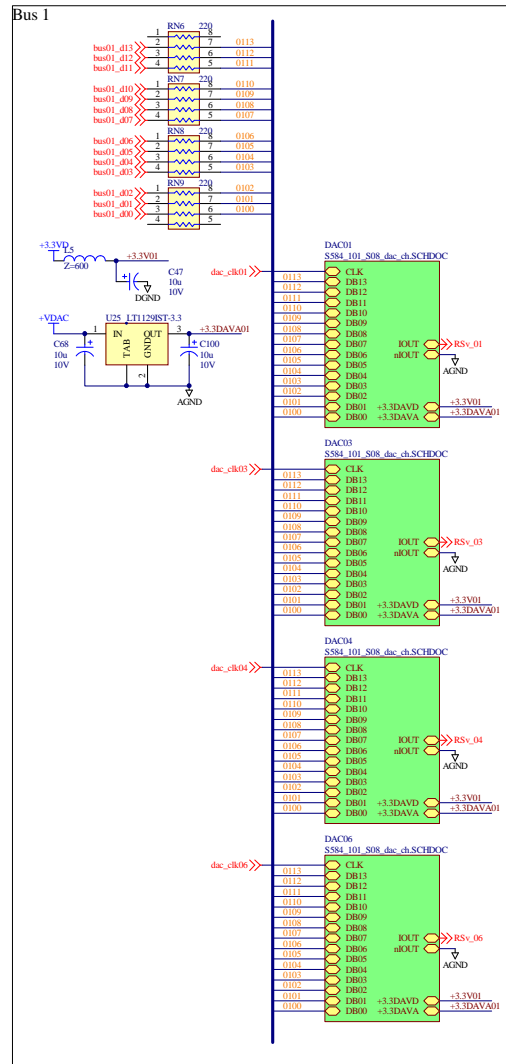 Bus 1
RN6 220
1 8
bus01_d13 2 7 0113
bus01_d12 3 6 0112
bus01_d11 4 5 0111
RN7 220
bus01_d10 1 8 0110
bus01_d09 2 7 0109
bus01_d08 3 6 0108
bus01_d07 4 5 0107
RN8 220
bus01_d06 1 8 0106
bus01_d05 2 7 0105
bus01_d04 3 6 0104
bus01_d03 4 5 0103
RN9 220
bus01_d02 1 8 0102
bus01_d01 2 7 0101
bus01_d00 3 6 0100
4 5
+3.3VD
L5
Z=600
+3.3V01
C47
10u
10V
DGND
+VDAC
U25 LT1129IST-3.3
1 IN OUT 3
+3.3DAVA01
TAB
GND
2
C68
10u
10V
C100
10u
10V
AGND
DAC01
S584_101_S08_dac_ch.SCHDOC
dac_clk01 CLK
0113 DB13
0112 DB12
0111 DB11
0110 DB10
0109 DB09
0108 DB08
0107 DB07 IOUT RSv_01
0106 DB06 nIOUT
0105 DB05 AGND
0104 DB04
0103 DB03
0102 DB02
0101 DB01 +3.3DAVD +3.3V01
0100 DB00 +3.3DAVA +3.3DAVA01
DAC03
S584_101_S08_dac_ch.SCHDOC
dac_clk03 CLK
0113 DB13
0112 DB12
0111 DB11
0110 DB10
0109 DB09
0108 DB08
0107 DB07 IOUT RSv_03
0106 DB06 nIOUT
0105 DB05 AGND
0104 DB04
0103 DB03
0102 DB02
0101 DB01 +3.3DAVD +3.3V01
0100 DB00 +3.3DAVA +3.3DAVA01
DAC04
S584_101_S08_dac_ch.SCHDOC
dac_clk04 CLK
0113 DB13
0112 DB12
0111 DB11
0110 DB10
0109 DB09
0108 DB08
0107 DB07 IOUT RSv_04
0106 DB06 nIOUT
0105 DB05 AGND
0104 DB04
0103 DB03
0102 DB02
0101 DB01 +3.3DAVD +3.3V01
0100 DB00 +3.3DAVA +3.3DAVA01
DAC06
S584_101_S08_dac_ch.SCHDOC
dac_clk06 CLK
0113 DB13
0112 DB12
0111 DB11
0110 DB10
0109 DB09
0108 DB08
0107 DB07 IOUT RSv_06
0106 DB06 nIOUT
0105 DB05 AGND
0104 DB04
0103 DB03
0102 DB02
0101 DB01 +3.3DAVD +3.3V01
0100 DB00 +3.3DAVA +3.3DAVA01